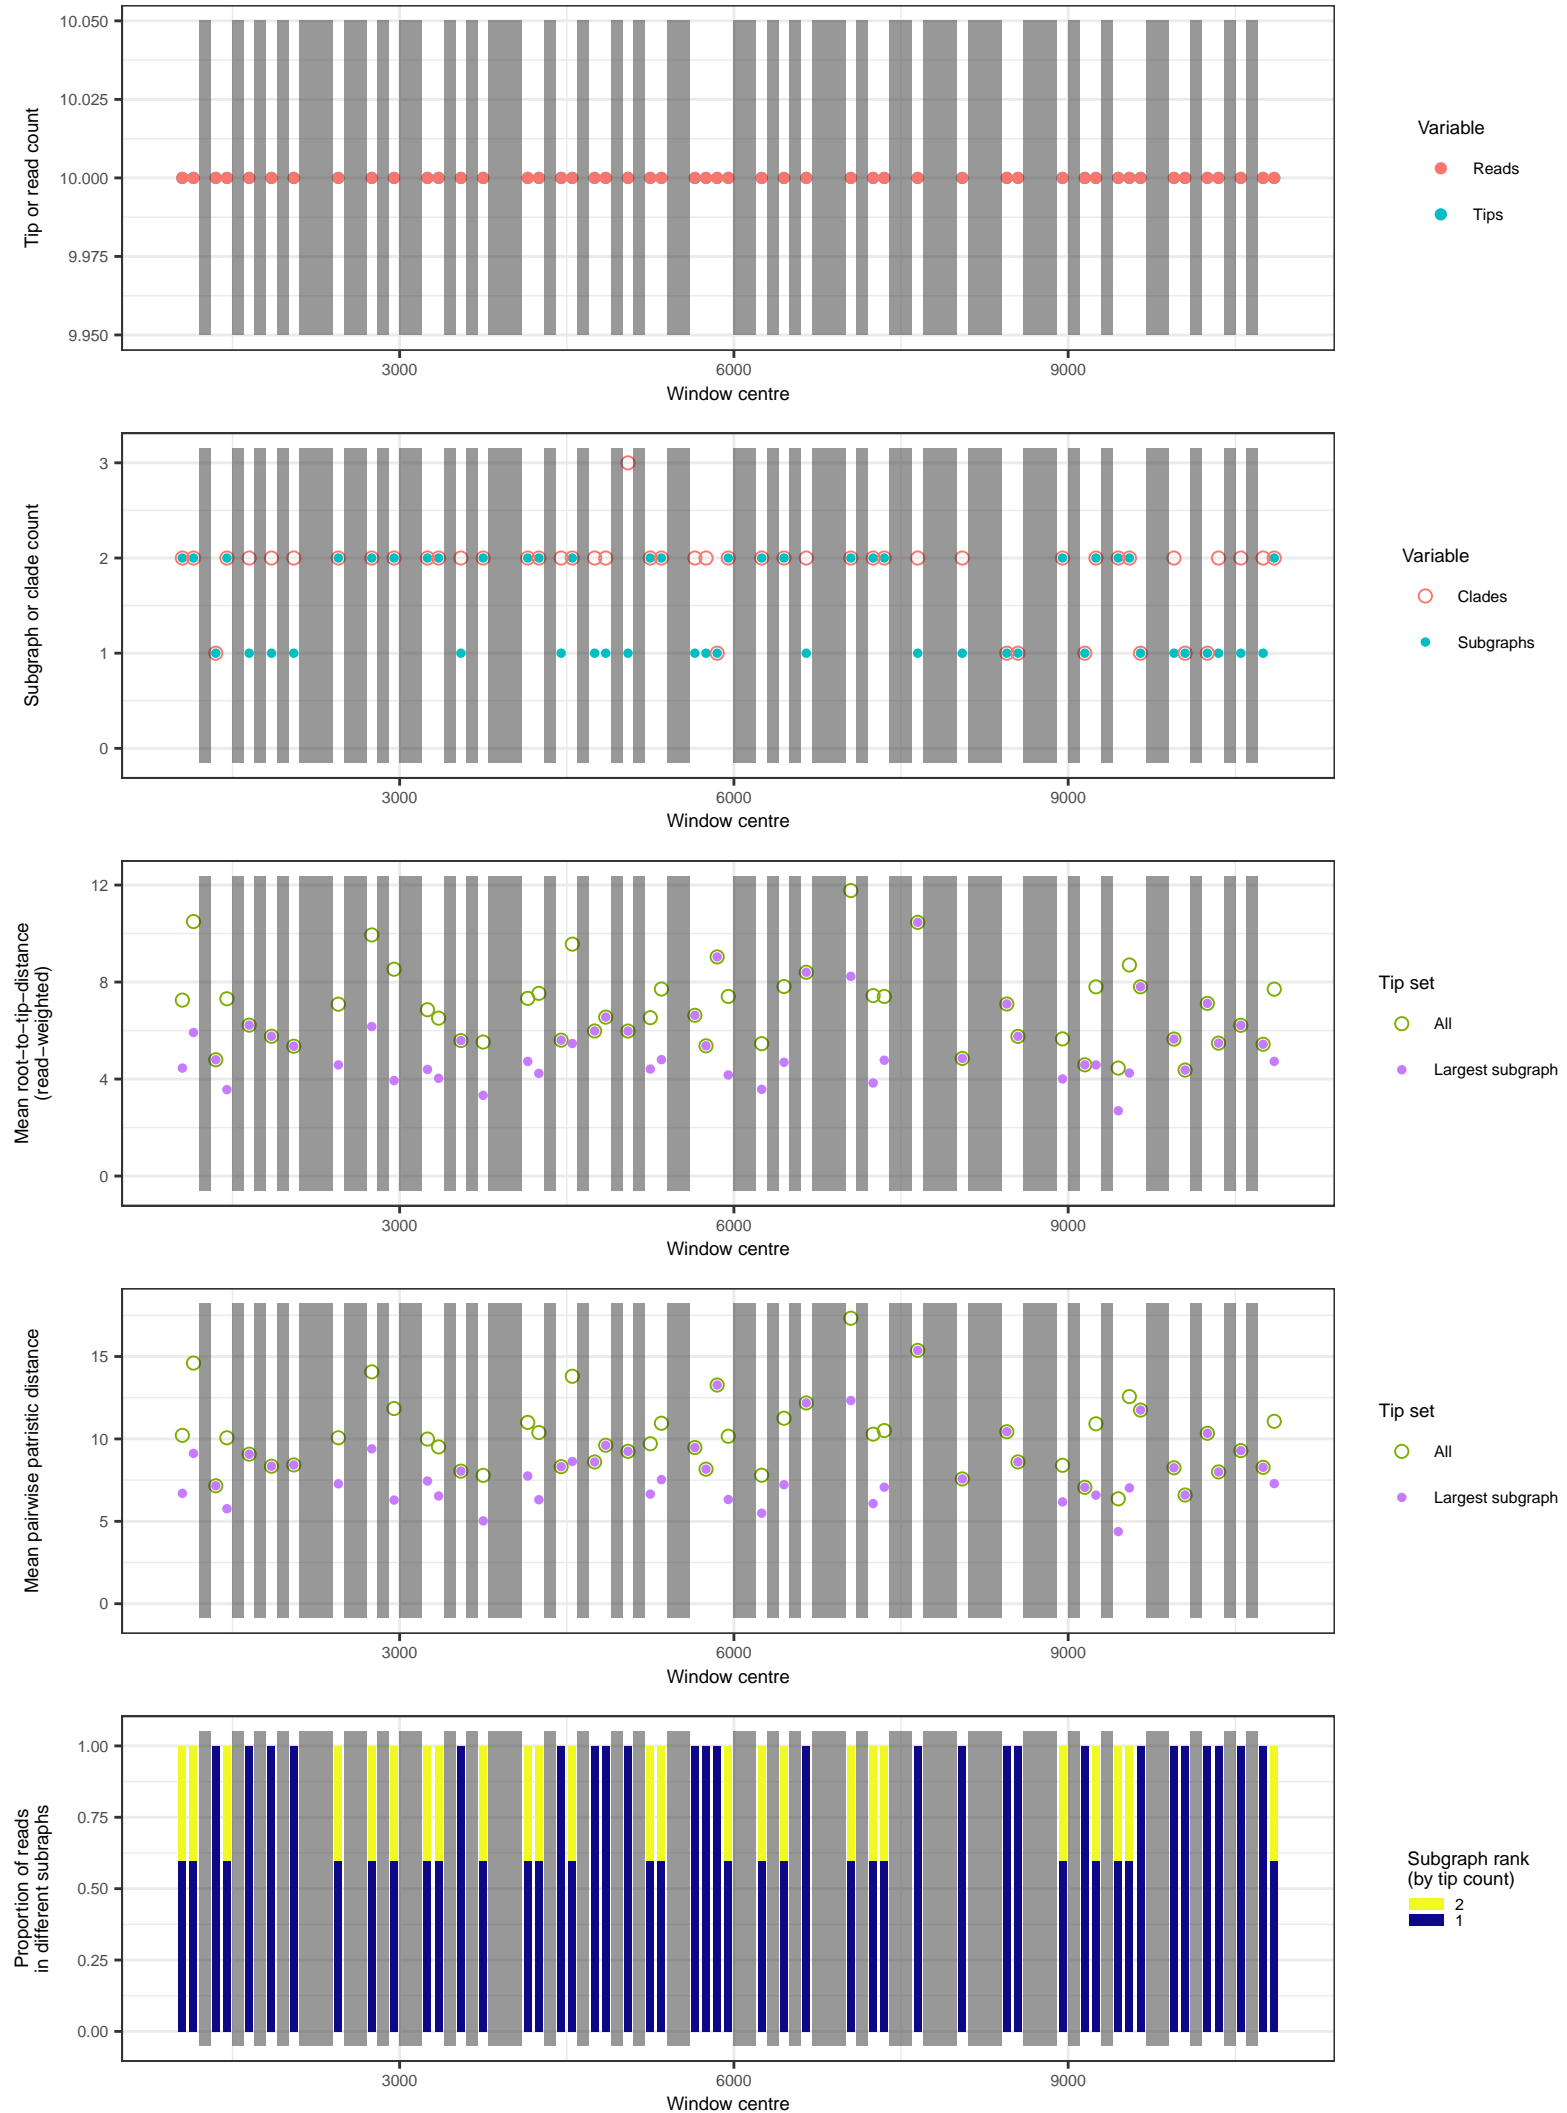 10.050
10.025
10.000
9.975
9.950
Tip or read count
3000
6000
9000
Window centre
Variable
Reads
Tips
3
2
1
0
Subgraph or clade count
3000
6000
9000
Window centre
Variable
Clades
Subgraphs
12
8
4
0
Mean root−to−tip−distance
(read−weighted)
3000
6000
9000
Window centre
Tip set
All
Largest subgraph
15
10
5
0
Mean pairwise patristic distance
3000
6000
9000
Window centre
Tip set
All
Largest subgraph
1.00
0.75
0.50
0.25
0.00
Proportion of reads
in different subraphs
3000
6000
9000
Window centre
Subgraph rank
(by tip count)
2
1